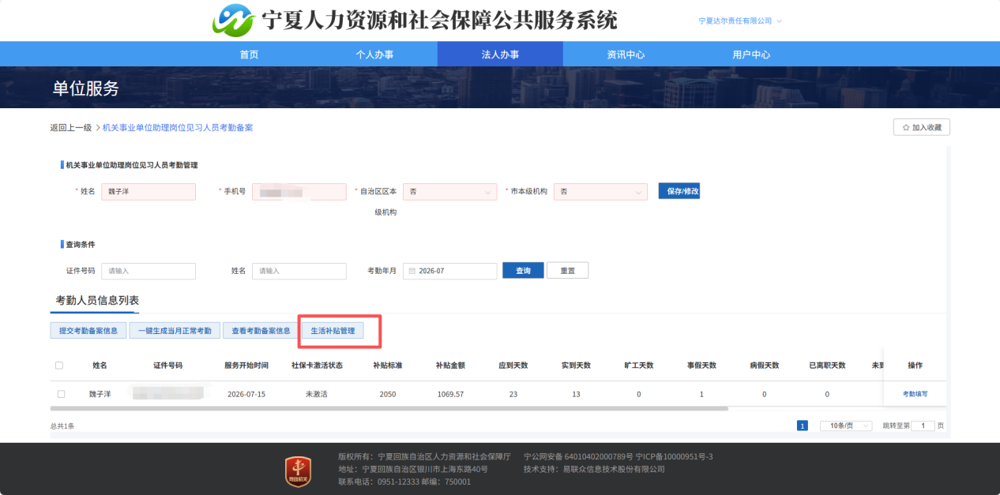 宁夏人力资源和社会保障公共服务系统
宁夏达尔责任有限公司
首页 个人办事 法人办事 资讯中心 用户中心
单位服务
返回上一级 > 机关事业单位助理岗位见习人员考勤备案 加入收藏
机关事业单位助理岗位见习人员考勤管理
* 姓名 魏子洋 * 手机号 * 自治区区本级机构 否 * 市本级机构 否 保存/修改
查询条件
证件号码 请输入 姓名 请输入 考勤年月 2026-07 查询 重置
考勤人员信息列表
提交考勤备案信息 一键生成当月正常考勤 查看考勤备案信息 生活补贴管理
姓名 证件号码 服务开始时间 社保卡激活状态 补贴标准 补贴金额 应到天数 实到天数 旷工天数 事假天数 病假天数 已离职天数 未到 操作
魏子洋 2026-07-15 未激活 2050 1069.57 23 13 0 1 0 0 考勤填写
总共1条 1 10条/页 跳转至第 1 页
版权所有：宁夏回族自治区人力资源和社会保障厅 宁公网安备 64010402000789号 宁ICP备10000951号-3
地址：宁夏回族自治区银川市上海东路40号 技术支持：易联众信息技术股份有限公司
联系电话：0951-12333 邮编：750001
党政机关